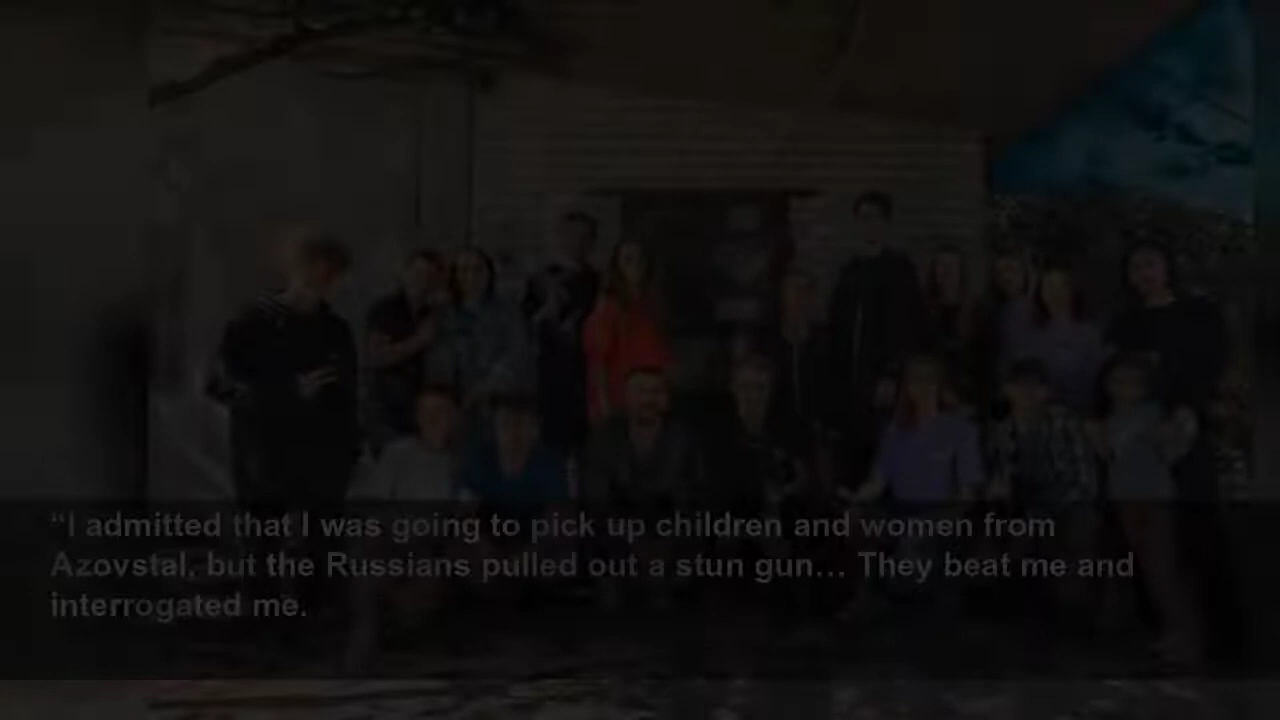 “I admitted that I was going to pick up children and women from
Azovstal, but the Russians pulled out a stun gun… They beat me and
interrogated me.